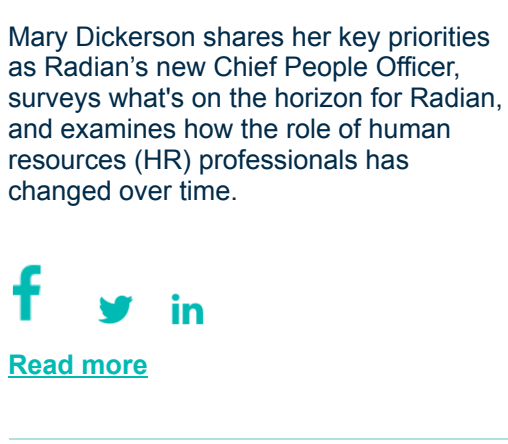 Mary Dickerson shares her key priorities
as Radian’s new Chief People Officer,
surveys what's on the horizon for Radian,
and examines how the role of human
resources (HR) professionals has
changed over time.
f in
Read more